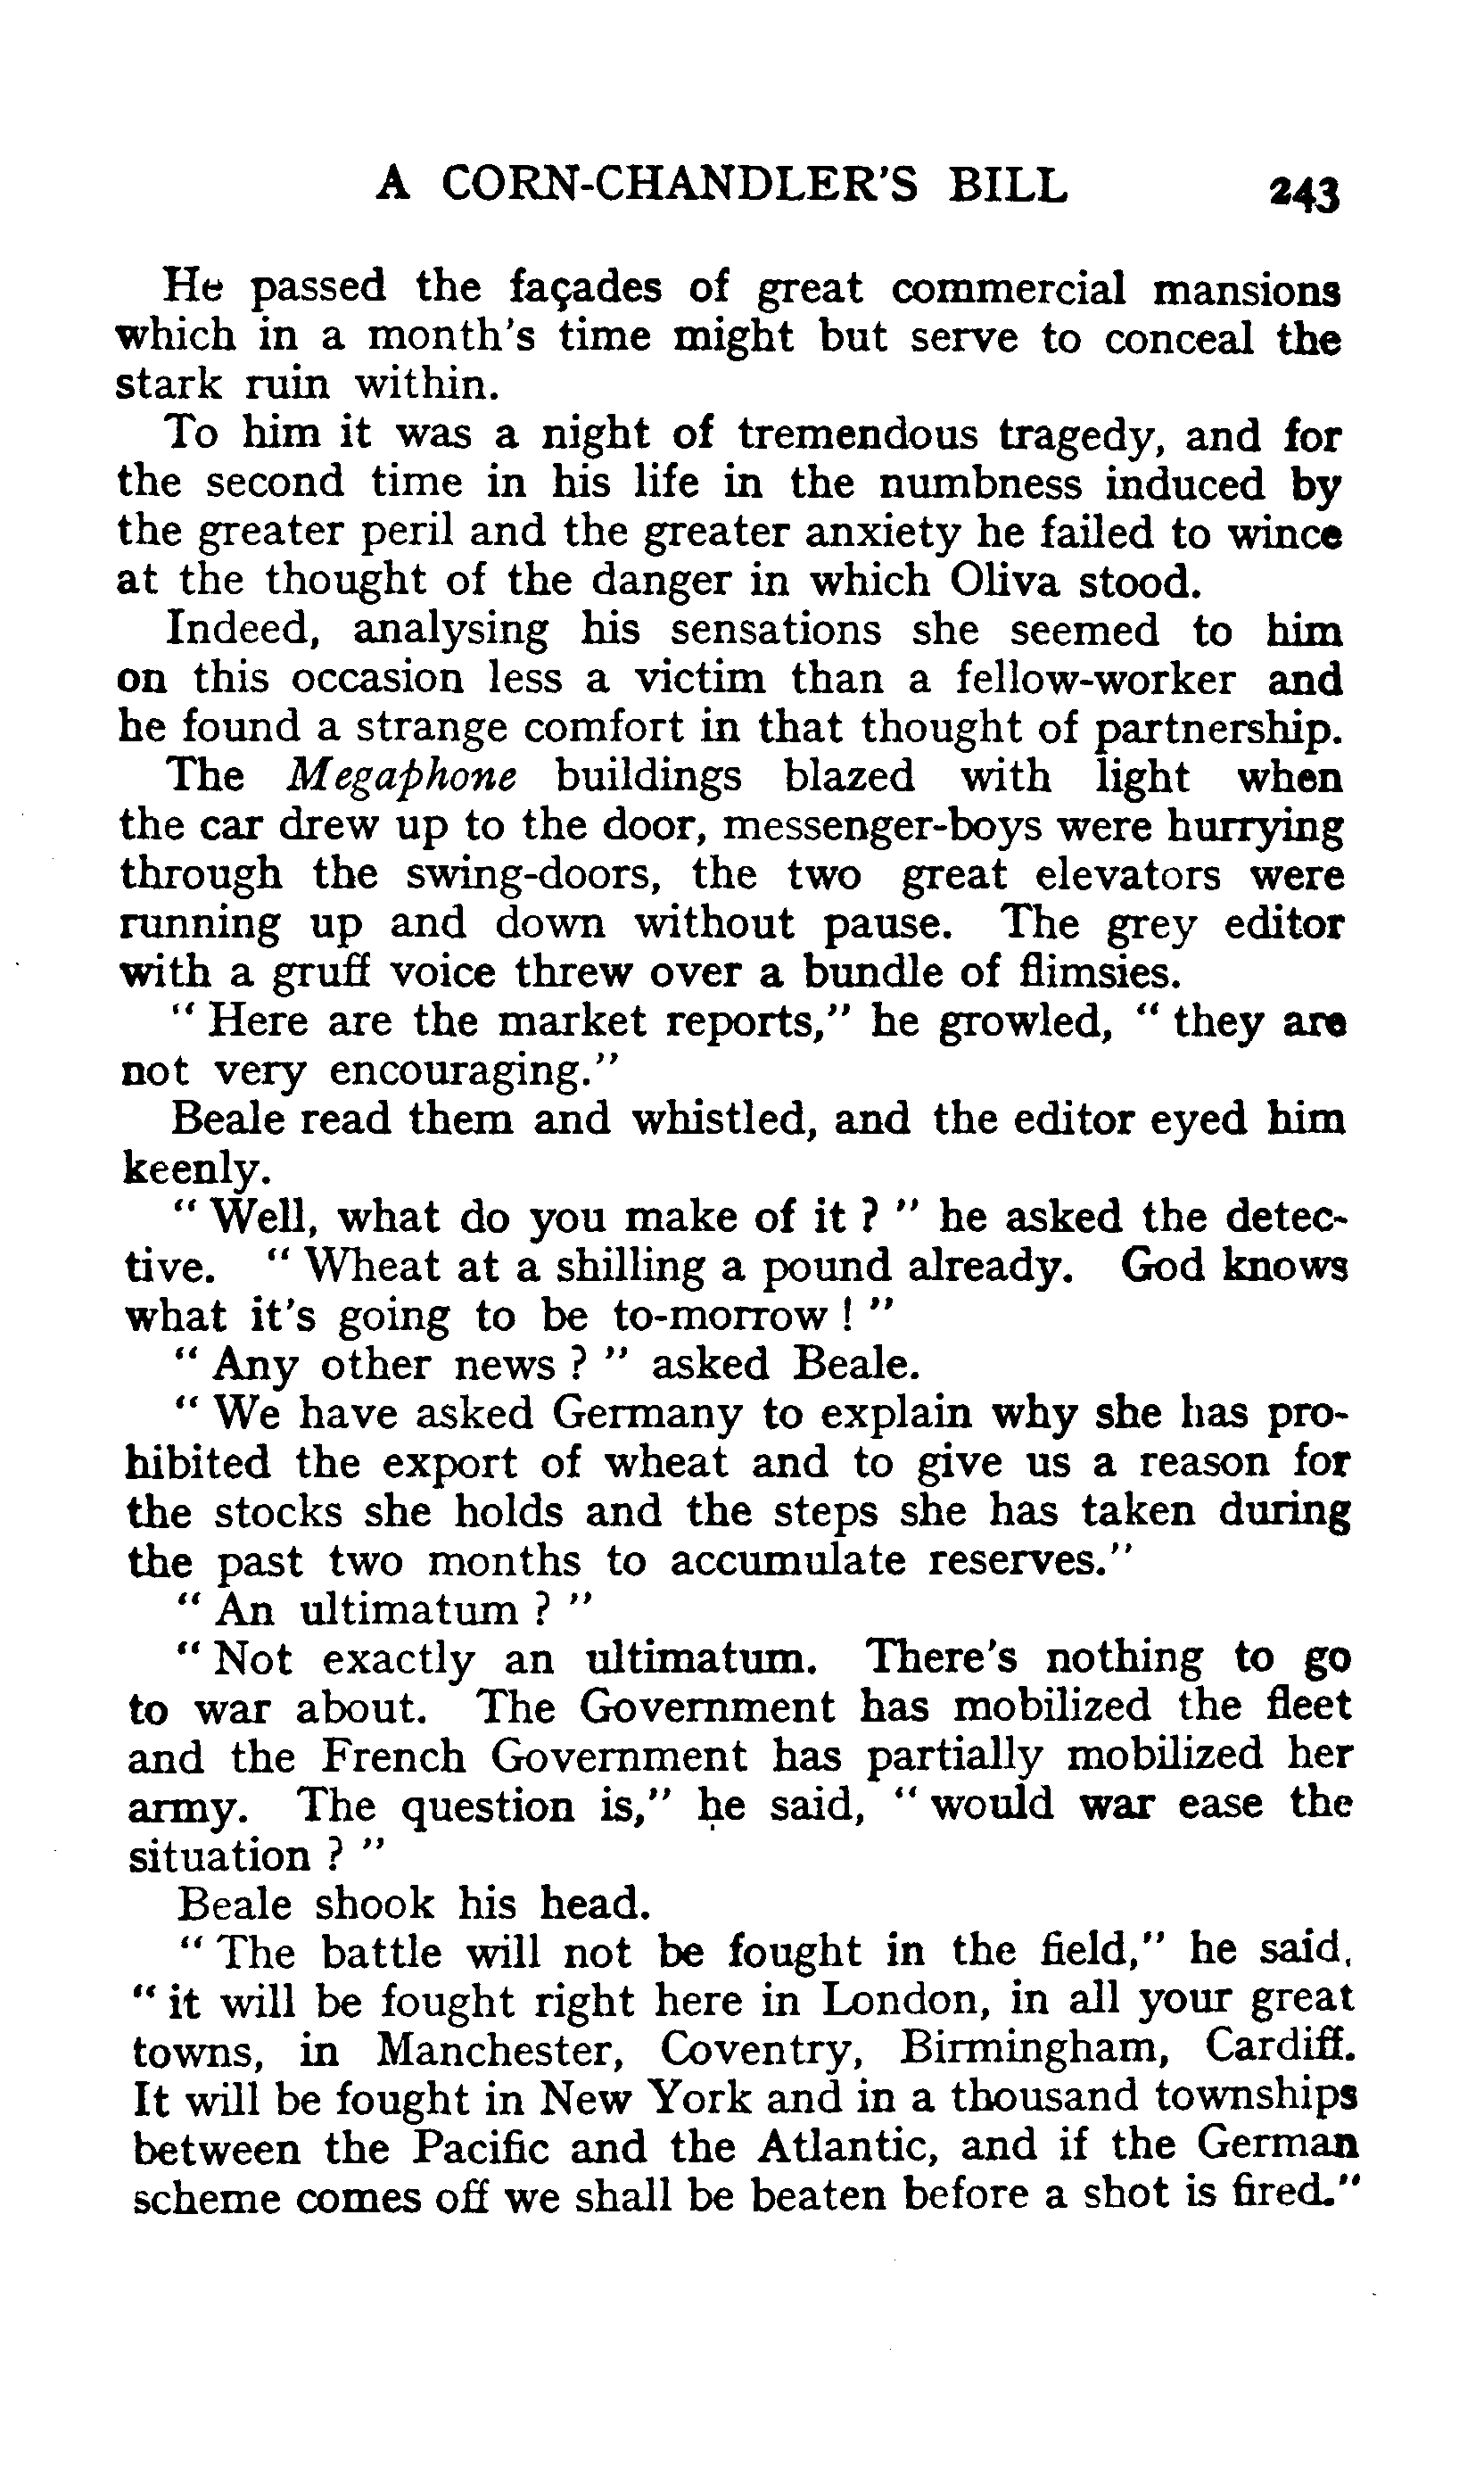 A CORN-CHANDLER'S BILL 243
He passed the façades of great commercial mansions
which in a month's time might but serve to conceal the
stark ruin within.
To him it was a night of tremendous tragedy, and for
the second time in his life in the numbness induced by
the greater peril and the greater anxiety he failed to wince
at the thought of the danger in which Oliva stood.
Indeed, analysing his sensations she seemed to him
on this occasion less a victim than a fellow-worker and
he found a strange comfort in that thought of partnership.
The Megaphone buildings blazed with light when
the car drew up to the door, messenger-boys were hurrying
through the swing-doors, the two great elevators were
running up and down without pause. The grey editor
with a gruff voice threw over a bundle of flimsies.
" Here are the market reports," he growled, " they are
not very encouraging."
Beale read them and whistled, and the editor eyed him
keenly.
" Well, what do you make of it ? " he asked the detec-
tive. " Wheat at a shilling a pound already. God knows
what it's going to be to-morrow ! "
" Any other news ? " asked Beale.
" We have asked Germany to explain why she has pro-
hibited the export of wheat and to give us a reason for
the stocks she holds and the steps she has taken during
the past two months to accumulate reserves."
" An ultimatum ? "
" Not exactly an ultimatum. There's nothing to go
to war about. The Government has mobilized the fleet
and the French Government has partially mobilized her
army. The question is," he said, " would war ease the
situation ? "
Beale shook his head.
" The battle will not be fought in the field," he said,
" it will be fought right here in London, in all your great
towns, in Manchester, Coventry, Birmingham, Cardiff.
It will be fought in New York and in a thousand townships
between the Pacific and the Atlantic, and if the German
scheme comes off we shall be beaten before a shot is fired."